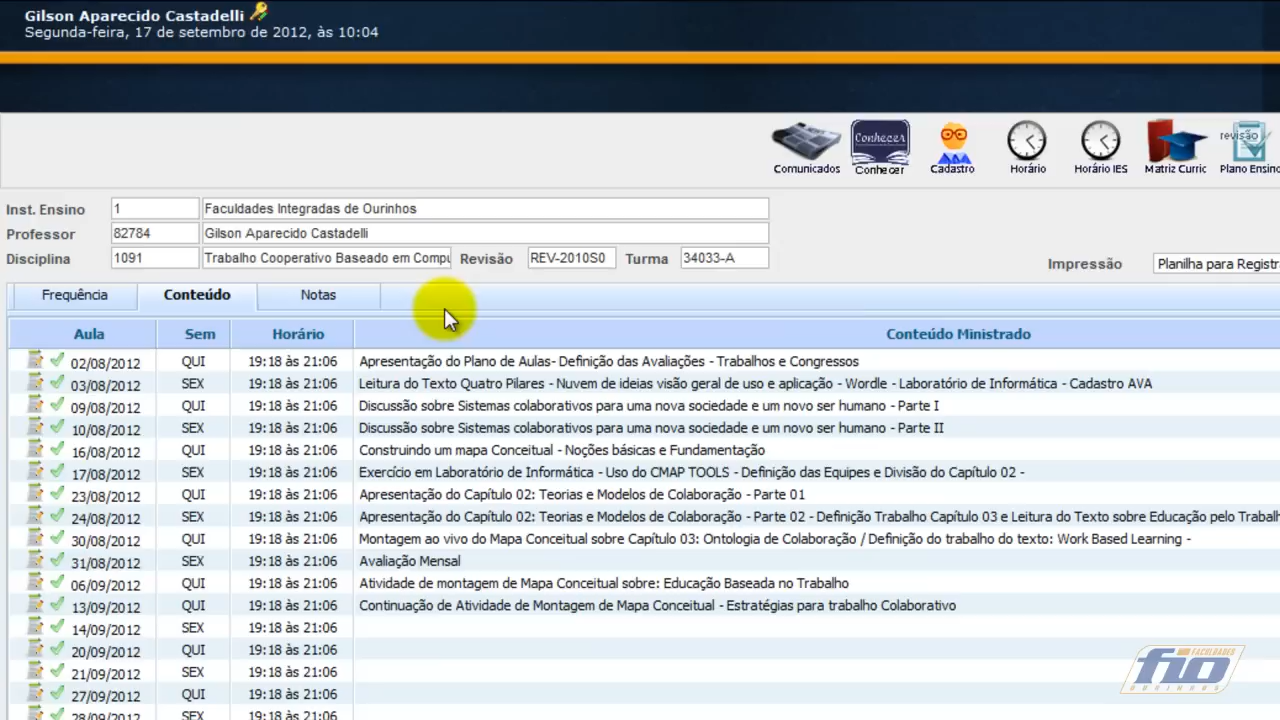 Gilson Aparecido Castadelli
Segunda-feira, 17 de setembro de 2012, às 10:04
Comunicados Conhecer Conhecer Cadastro Horário Horário IES Matriz Curric revisão Plano Ensino
Inst. Ensino 1 Faculdades Integradas de Ourinhos
Professor 82784 Gilson Aparecido Castadelli
Disciplina 1091 Trabalho Cooperativo Baseado em Compu Revisão REV-2010S0 Turma 34033-A
Impressão Planilha para Registr
Frequência Conteúdo Notas
Aula Sem Horário Conteúdo Ministrado
02/08/2012 QUI 19:18 às 21:06 Apresentação do Plano de Aulas- Definição das Avaliações - Trabalhos e Congressos
03/08/2012 SEX 19:18 às 21:06 Leitura do Texto Quatro Pilares - Nuvem de ideias visão geral de uso e aplicação - Wordle - Laboratório de Informática - Cadastro AVA
09/08/2012 QUI 19:18 às 21:06 Discussão sobre Sistemas colaborativos para uma nova sociedade e um novo ser humano - Parte I
10/08/2012 SEX 19:18 às 21:06 Discussão sobre Sistemas colaborativos para uma nova sociedade e um novo ser humano - Parte II
16/08/2012 QUI 19:18 às 21:06 Construindo um mapa Conceitual - Noções básicas e Fundamentação
17/08/2012 SEX 19:18 às 21:06 Exercício em Laboratório de Informática - Uso do CMAP TOOLS - Definição das Equipes e Divisão do Capítulo 02 -
23/08/2012 QUI 19:18 às 21:06 Apresentação do Capítulo 02: Teorias e Modelos de Colaboração - Parte 01
24/08/2012 SEX 19:18 às 21:06 Apresentação do Capítulo 02: Teorias e Modelos de Colaboração - Parte 02 - Definição Trabalho Capítulo 03 e Leitura do Texto sobre Educação pelo Trabalh
30/08/2012 QUI 19:18 às 21:06 Montagem ao vivo do Mapa Conceitual sobre Capítulo 03: Ontologia de Colaboração / Definição do trabalho do texto: Work Based Learning -
31/08/2012 SEX 19:18 às 21:06 Avaliação Mensal
06/09/2012 QUI 19:18 às 21:06 Atividade de montagem de Mapa Conceitual sobre: Educação Baseada no Trabalho
13/09/2012 QUI 19:18 às 21:06 Continuação de Atividade de Montagem de Mapa Conceitual - Estratégias para trabalho Colaborativo
14/09/2012 SEX 19:18 às 21:06
20/09/2012 QUI 19:18 às 21:06
21/09/2012 SEX 19:18 às 21:06
27/09/2012 QUI 19:18 às 21:06
28/09/2012 SEX 19:18 às 21:06
FACULDADES
fio
OURINHOS